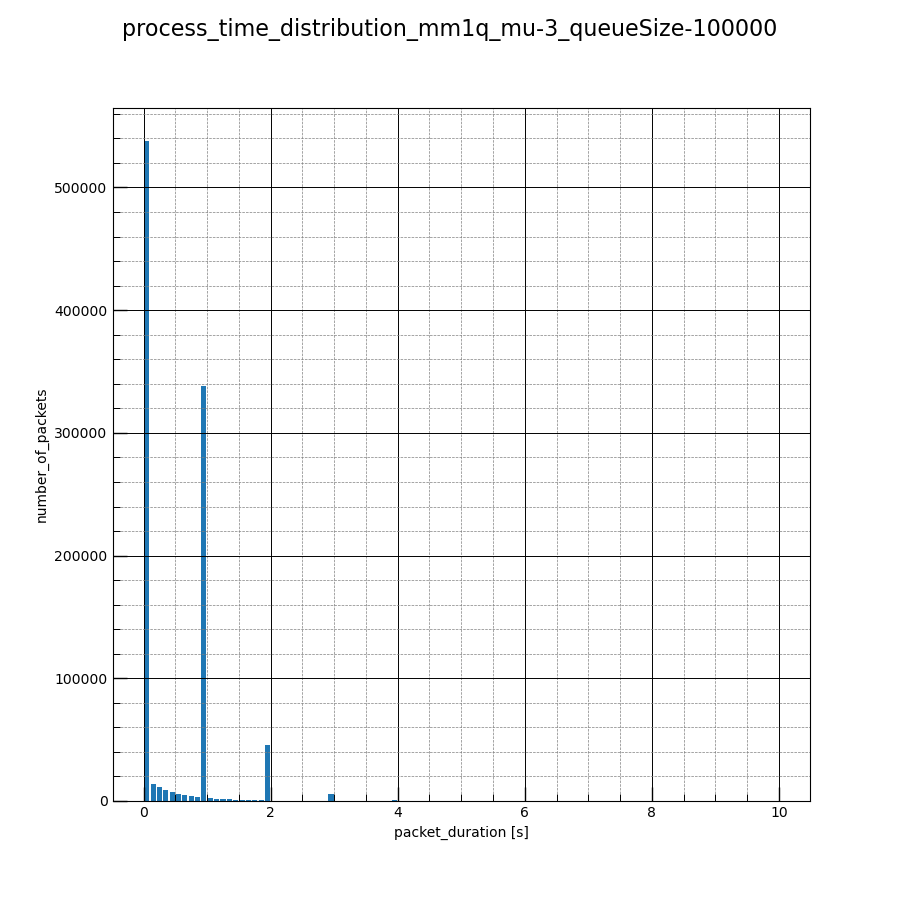 process_time_distribution_mm1q_mu-3_queueSize-100000
500000
400000
300000
200000
100000
0
number_of_packets
0 2 4 6 8 10
packet_duration [s]